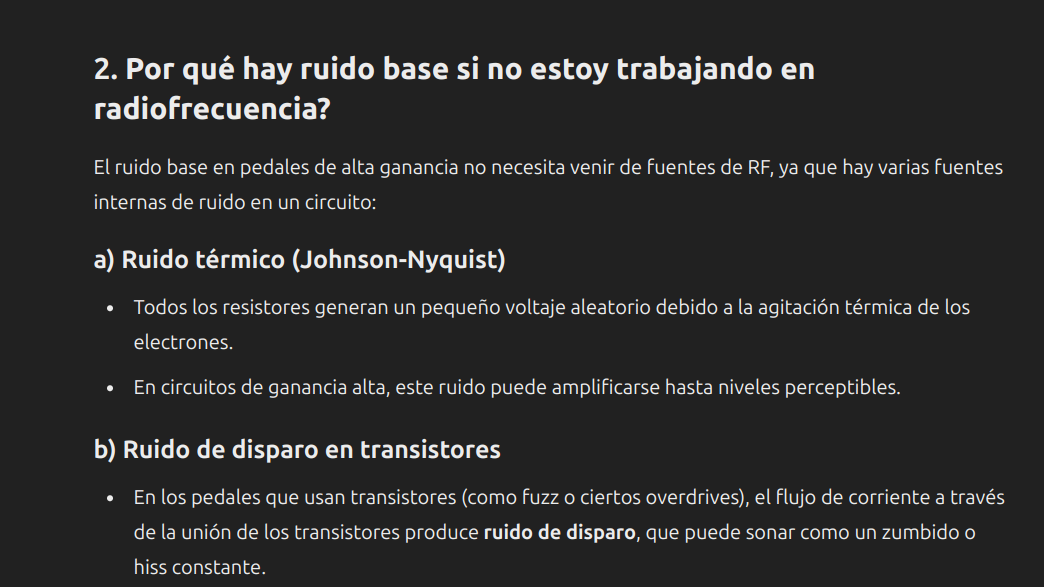 2. Por qué hay ruido base si no estoy trabajando en
radiofrecuencia?
El ruido base en pedales de alta ganancia no necesita venir de fuentes de RF, ya que hay varias fuentes
internas de ruido en un circuito:
a) Ruido térmico (Johnson-Nyquist)
• Todos los resistores generan un pequeño voltaje aleatorio debido a la agitación térmica de los
electrones.
• En circuitos de ganancia alta, este ruido puede amplificarse hasta niveles perceptibles.
b) Ruido de disparo en transistores
• En los pedales que usan transistores (como fuzz o ciertos overdrives), el flujo de corriente a través
de la unión de los transistores produce ruido de disparo, que puede sonar como un zumbido o
hiss constante.